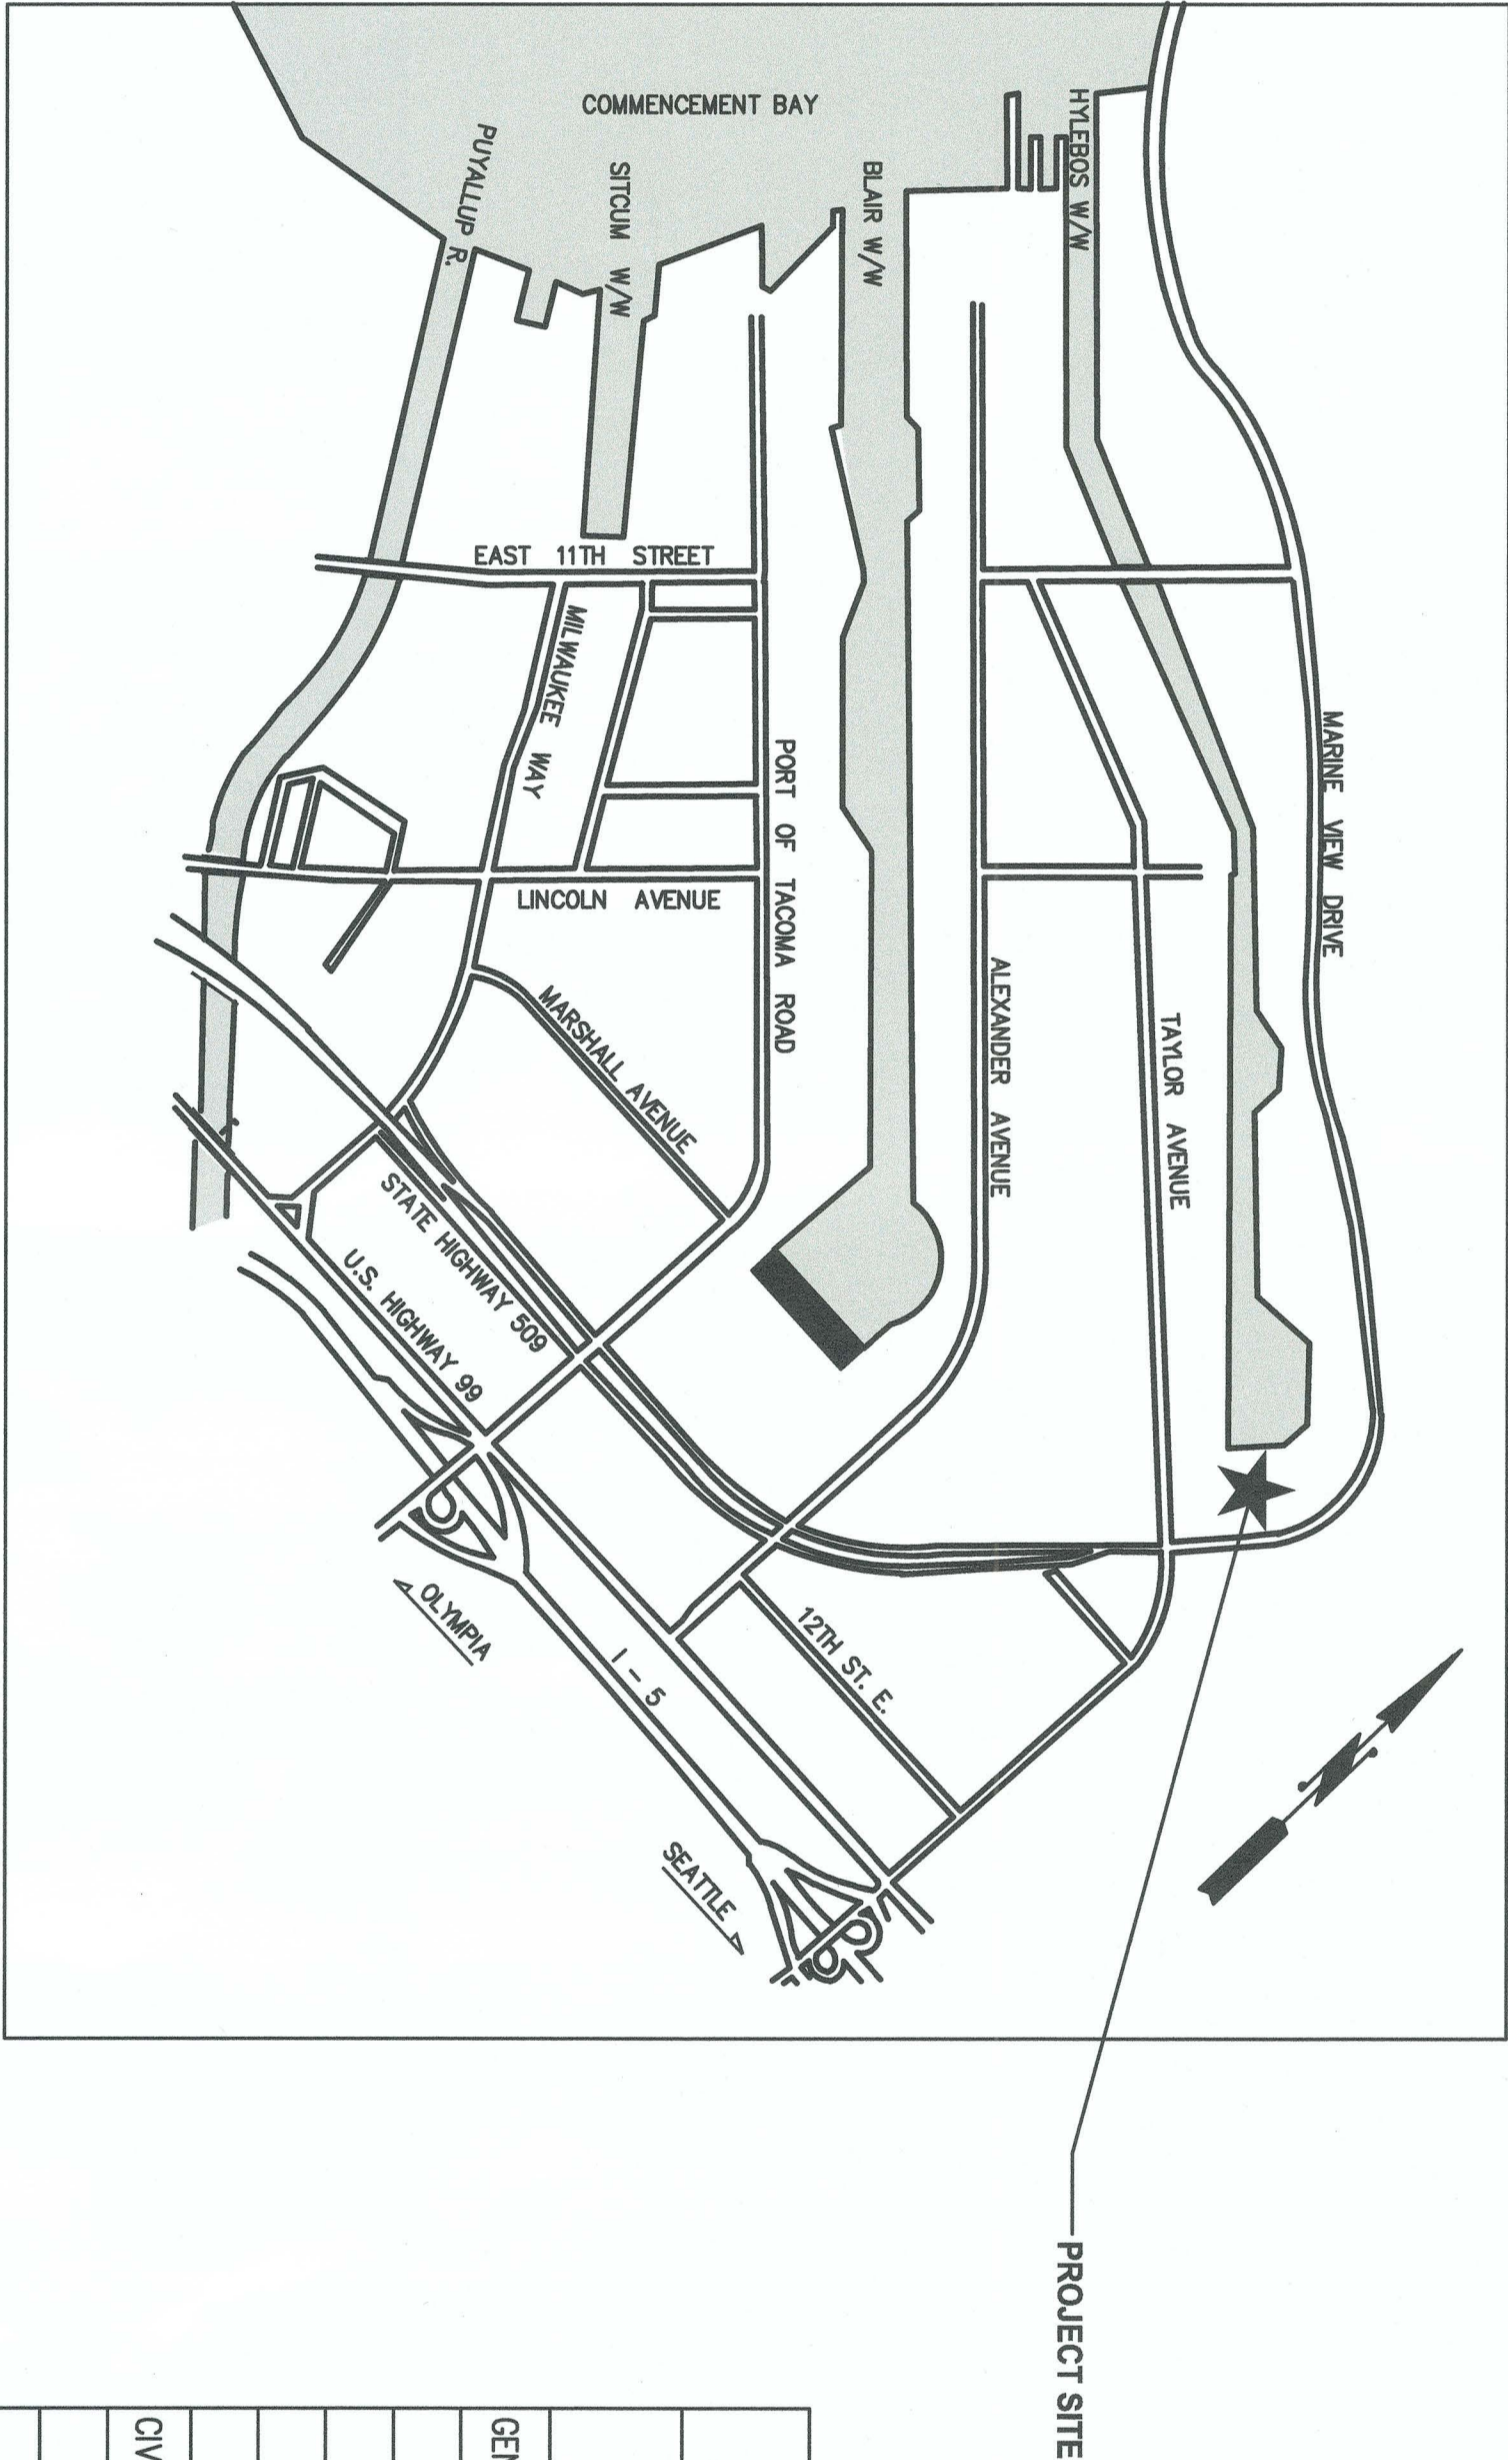 COMMENCEMENT BAY
HYLEBOS W/W
BLAIR W/W
SITCUM W/W
PUYALLUP R.
EAST 11TH STREET
MILWAUKEE WAY
PORT OF TACOMA ROAD
MARINE VIEW DRIVE
LINCOLN AVENUE
ALEXANDER AVENUE
TAYLOR AVENUE
MARSHALL AVENUE
STATE HIGHWAY 509
U.S. HIGHWAY 99
OLYMPIA
I-5
12TH ST. E.
SEATTLE
PROJECT SITE
GEN
CIV